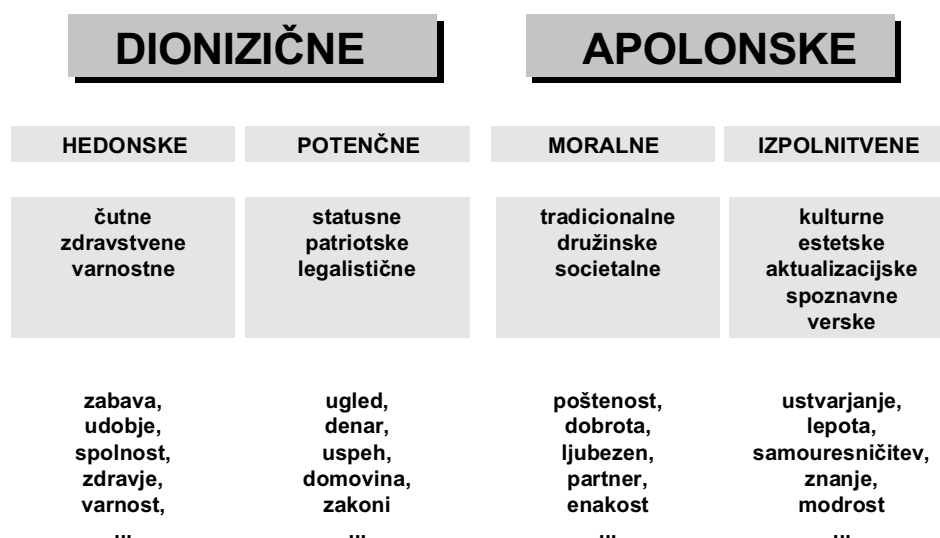 DIONIZIČNE
APOLONSKE
HEDONSKE
POTENČNE
MORALNE
IZPOLNITVENE
čutne
zdravstvene
varnostne
statusne
patriotske
legalistične
tradicionalne
družinske
societalne
kulturne
estetske
aktualizacijske
spoznavne
verske
zabava,
udobje,
spolnost,
zdravje,
varnost,
...
ugled,
denar,
uspeh,
domovina,
zakoni
...
poštenost,
dobrota,
ljubezen,
partner,
enakost
...
ustvarjanje,
lepota,
samouresničitev,
znanje,
modrost
...